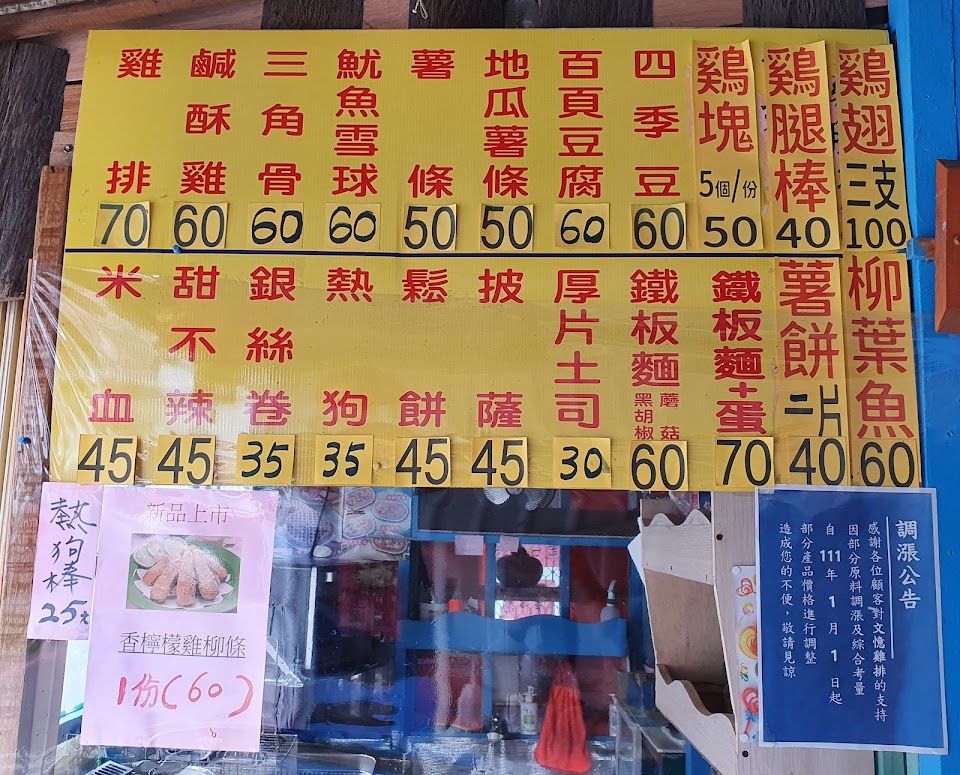 雞排 70
鹹酥雞 60
三角骨 60
魷魚雪球 60
薯條 50
地瓜薯條 50
百頁豆腐 60
四季豆 60
鷄塊 5個/份 50
鷄腿棒 40
鷄翅三支 100
米血 45
甜不辣 45
銀絲卷 35
熱狗 35
鬆餅 45
披薩 45
厚片土司 30
鐵板麵 黑胡椒 蘑菇 60
鐵板麵+蛋 70
薯餅二片 40
柳葉魚 60
熱狗棒 25元
新品上市
香檸檬雞柳條
1份(60)
調漲公告
感謝各位顧客對文憶雞排的支持
因部分原料調漲及綜合考量
自 111 年 1 月 1 日起
部分產品價格進行調整
造成您的不便,敬請見諒